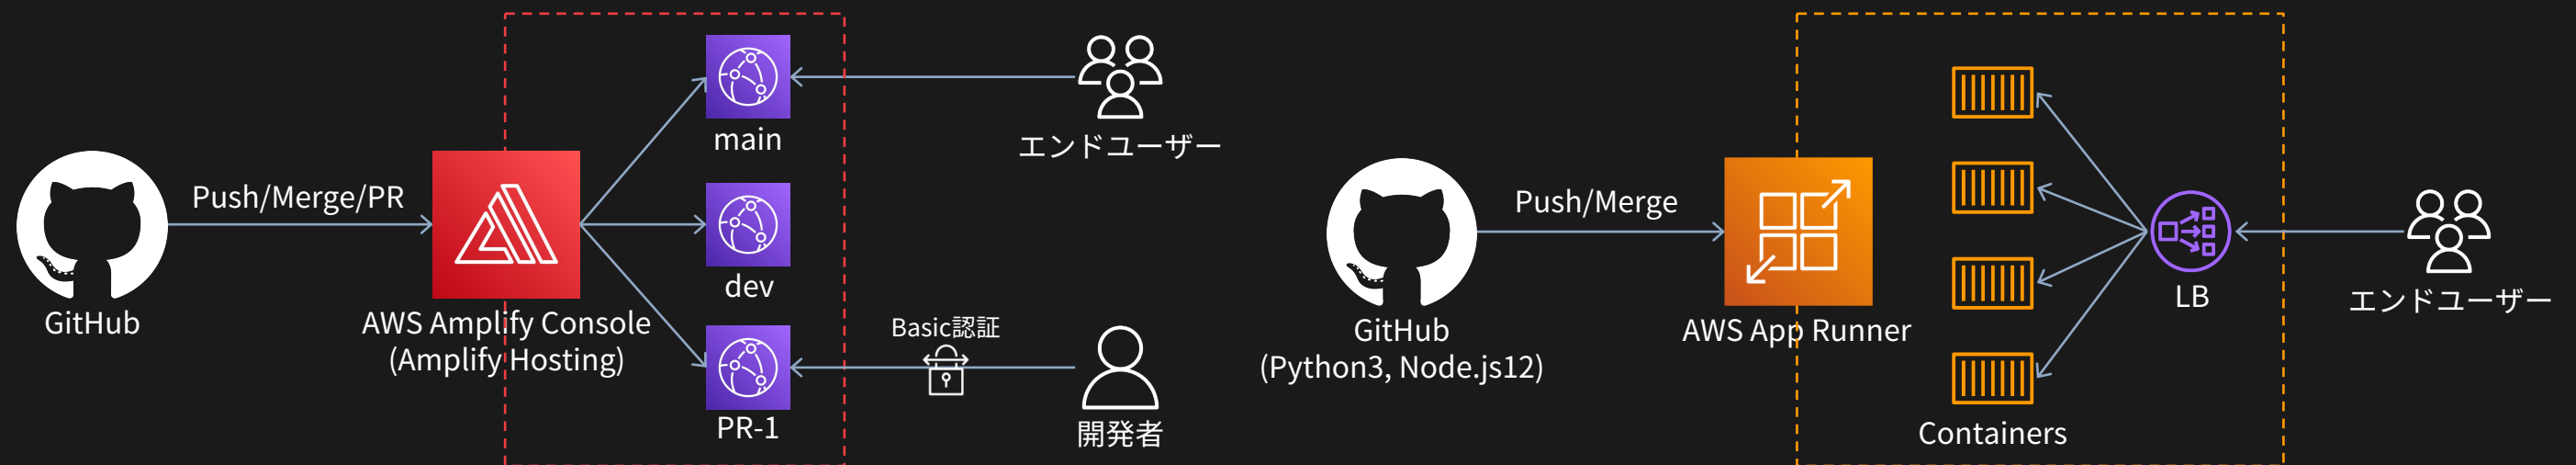 Push/Merge/PR
GitHub
AWS Amplify Console
(Amplify Hosting)
main
dev
PR-1
エンドユーザー
Basic認証
開発者
GitHub
(Python3, Node.js12)
Push/Merge
AWS App Runner
Containers
LB
エンドユーザー